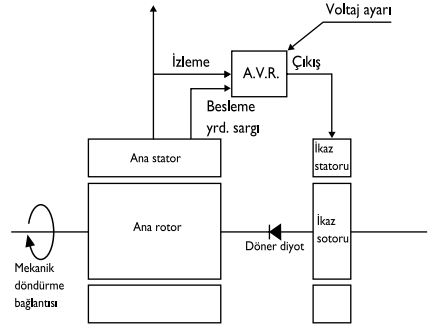 Voltaj ayarı
İzleme
A.V.R.
Çıkış
Besleme
yrd. sargı
Ana stator
İkaz
statoru
Ana rotor
İkaz
sotoru
Döner diyot
Mekanik
döndürme
bağlantısı